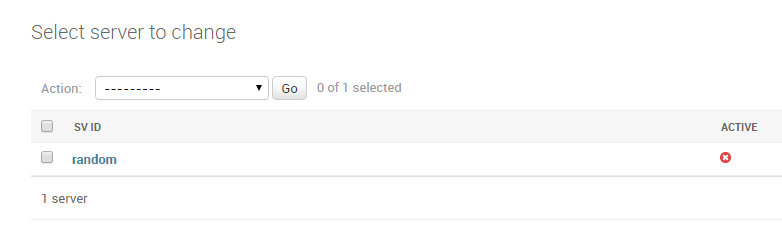 Select server to change
Action: --------- Go 0 of 1 selected
SV ID ACTIVE
random
1 server